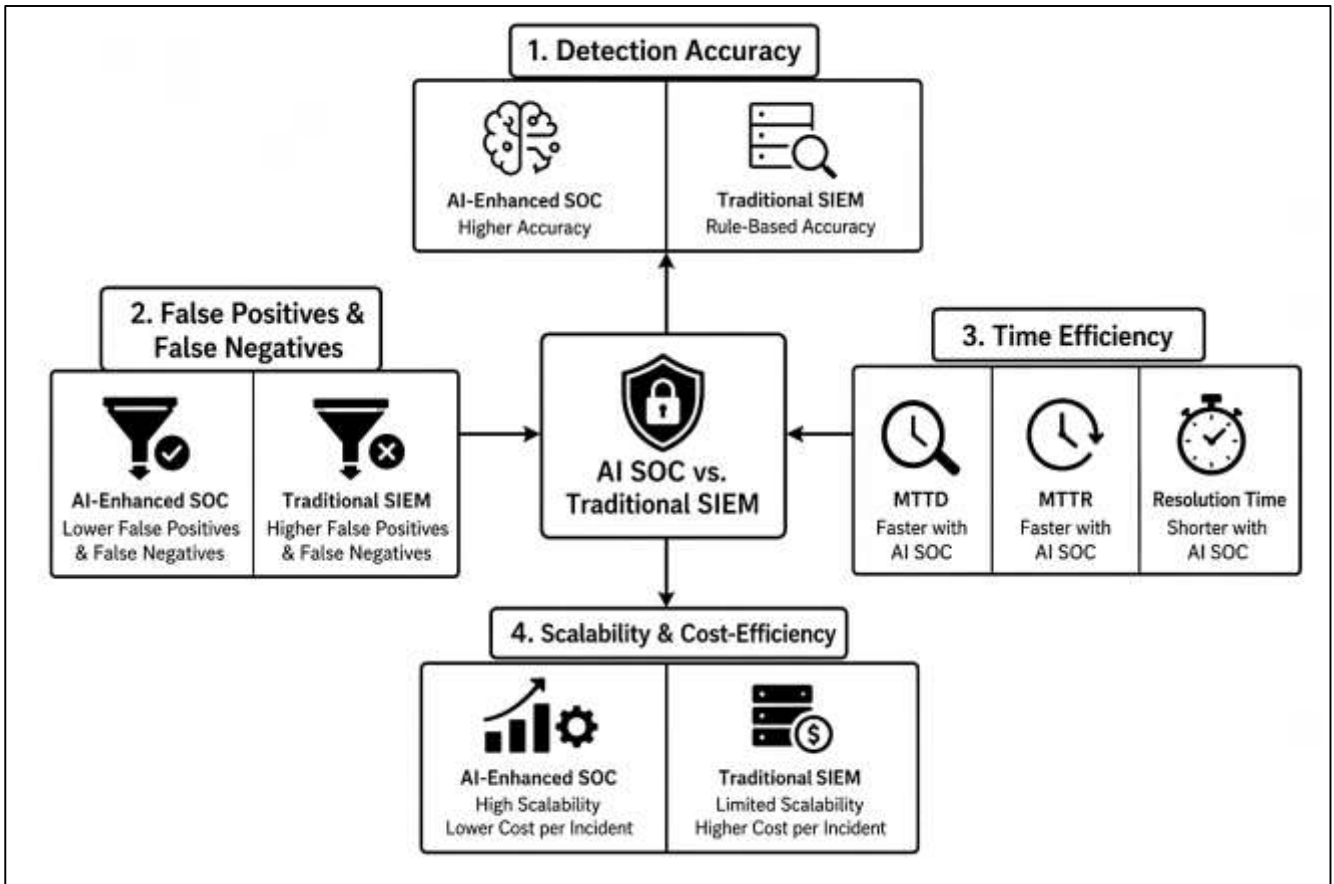 1. Detection Accuracy
AI-Enhanced SOC
Higher Accuracy
Traditional SIEM
Rule-Based Accuracy
2. False Positives &
False Negatives
AI-Enhanced SOC
Lower False Positives
& False Negatives
Traditional SIEM
Higher False Positives
& False Negatives
AI SOC vs.
Traditional SIEM
3. Time Efficiency
MTTD
Faster with
AI SOC
MTTR
Faster with
AI SOC
Resolution Time
Shorter with
AI SOC
4. Scalability & Cost-Efficiency
AI-Enhanced SOC
High Scalability
Lower Cost per Incident
$
Traditional SIEM
Limited Scalability
Higher Cost per Incident